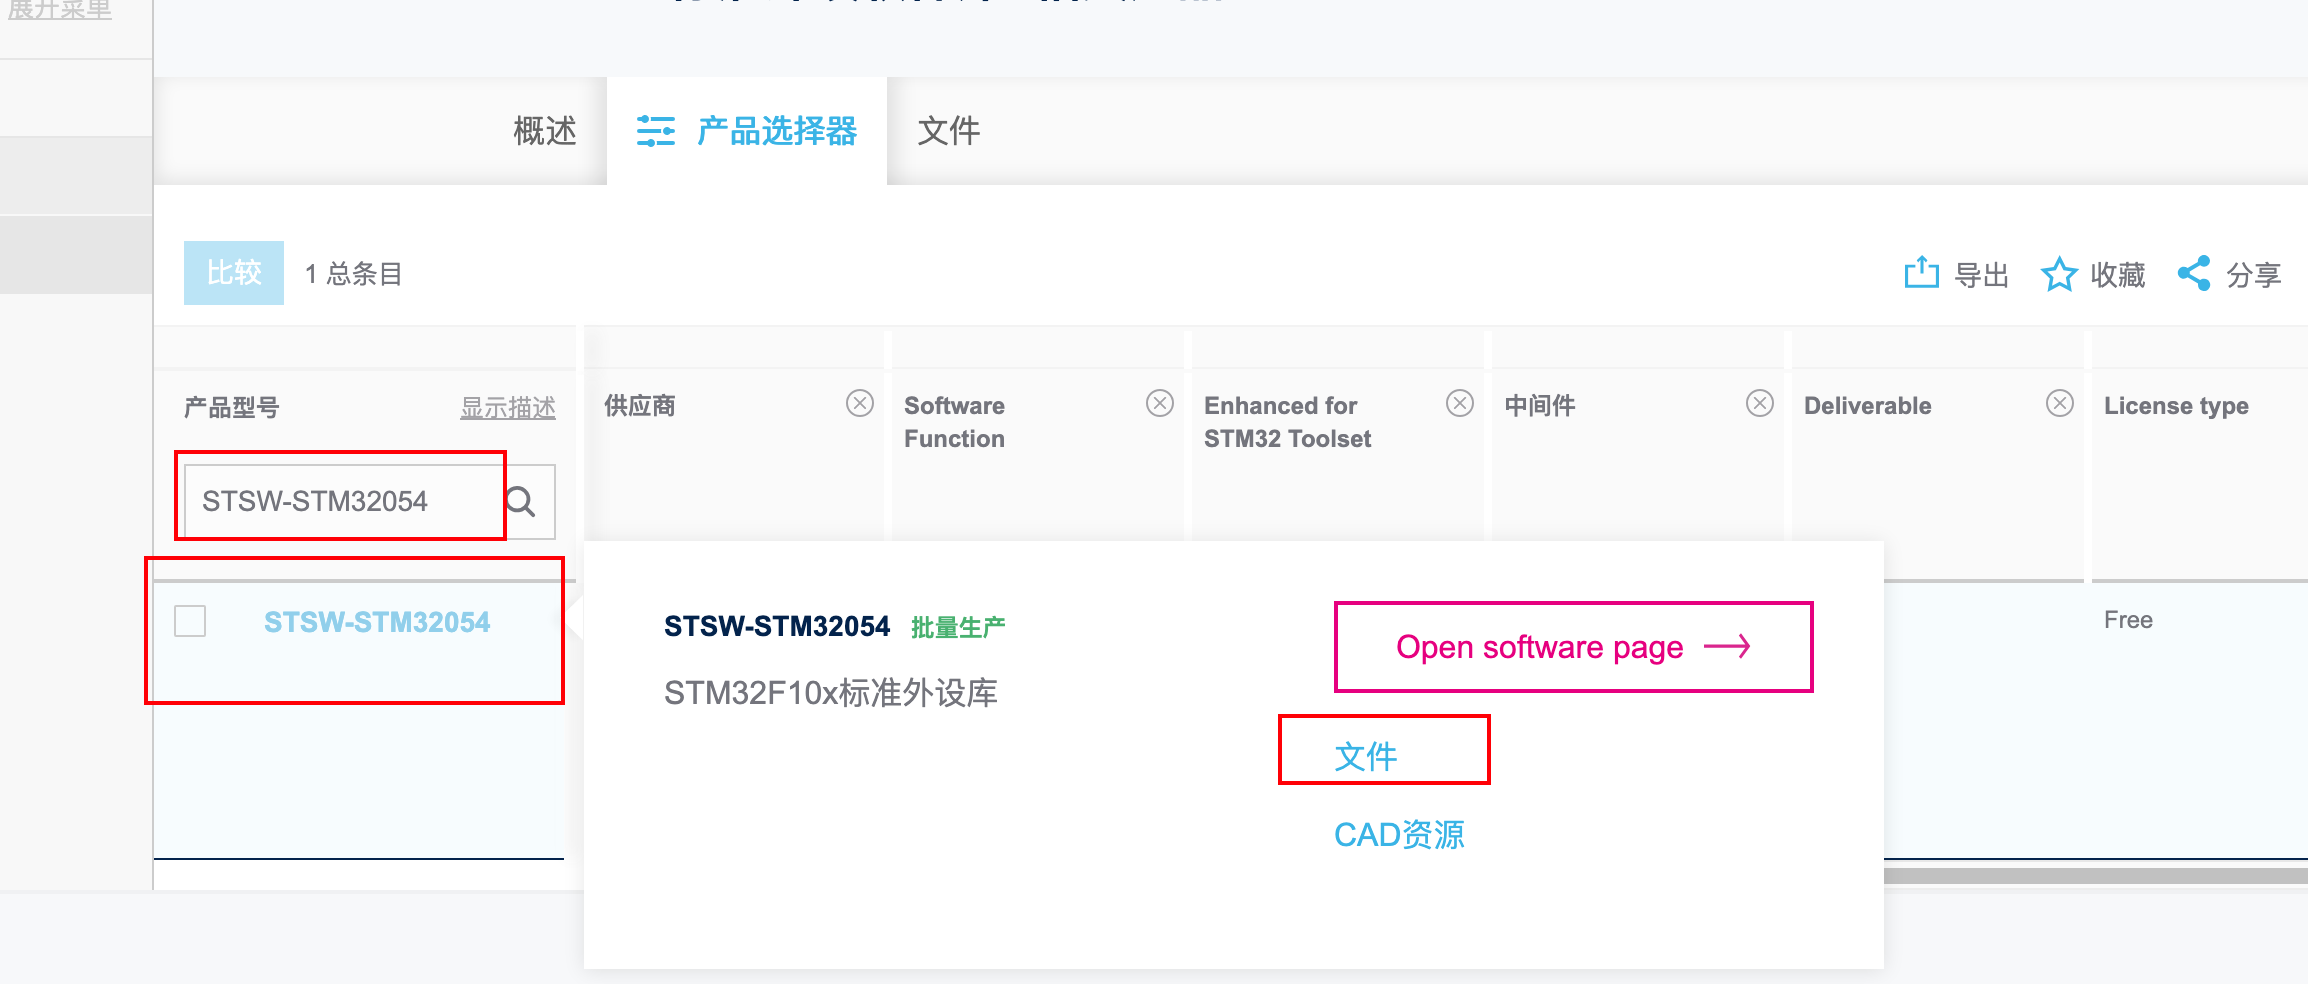 展开菜单
概述
产品选择器
文件
比较
1 总条目
导出
收藏
分享
产品型号
显示描述
供应商
Software
Function
Enhanced for
STM32 Toolset
中间件
Deliverable
License type
STSW-STM32054
STSW-STM32054
STSW-STM32054 批量生产
STM32F10x标准外设库
Open software page
文件
CAD资源
Free